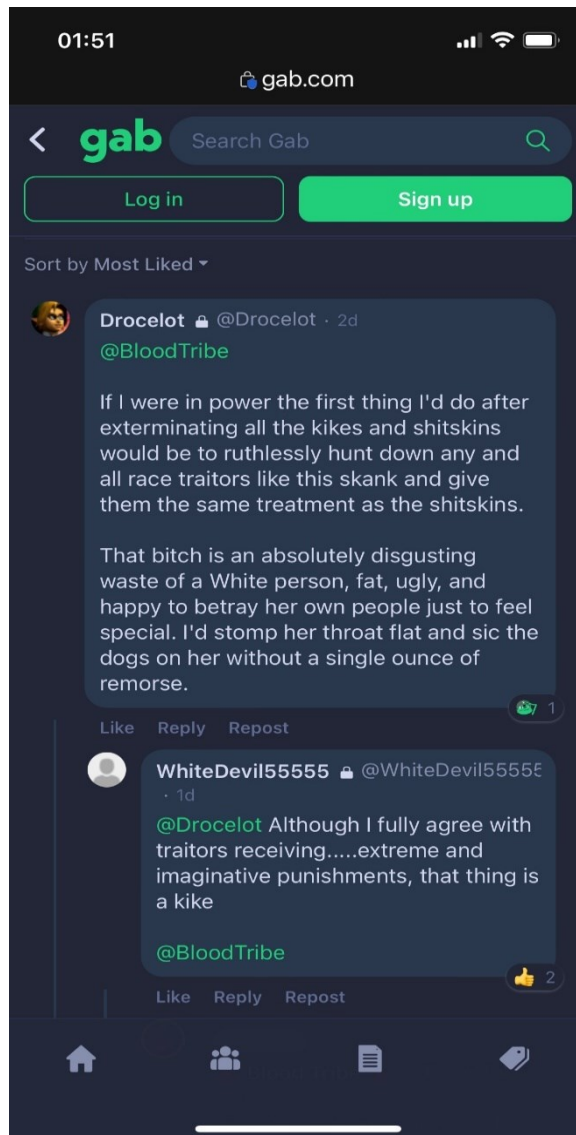 01:51
gab.com
gab
Search Gab
Log in
Sign up
Sort by Most Liked
Drocelot @Drocelot · 2d
@BloodTribe
If I were in power the first thing I'd do after
exterminating all the kikes and shitskins
would be to ruthlessly hunt down any and
all race traitors like this skank and give
them the same treatment as the shitskins.
That bitch is an absolutely disgusting
waste of a White person, fat, ugly, and
happy to betray her own people just to feel
special. I'd stomp her throat flat and sic the
dogs on her without a single ounce of
remorse.
1
Like Reply Repost
WhiteDevil55555 @WhiteDevil55555
· 1d
@Drocelot Although I fully agree with
traitors receiving.....extreme and
imaginative punishments, that thing is
a kike
@BloodTribe
2
Like Reply Repost